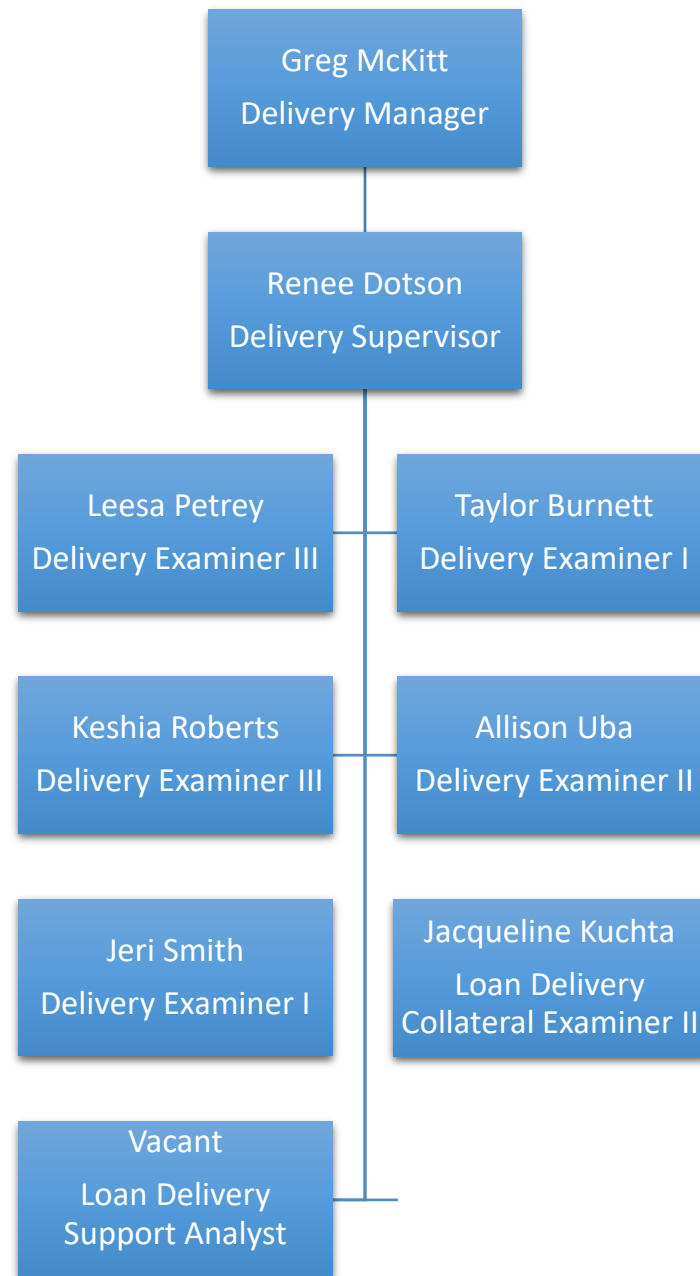 Greg McKitt
Delivery Manager
Renee Dotson
Delivery Supervisor
Leesa Petrey
Delivery Examiner III
Taylor Burnett
Delivery Examiner I
Keshia Roberts
Delivery Examiner III
Allison Uba
Delivery Examiner II
Jeri Smith
Delivery Examiner I
Jacqueline Kuchta
Loan Delivery
Collateral Examiner II
Vacant
Loan Delivery
Support Analyst